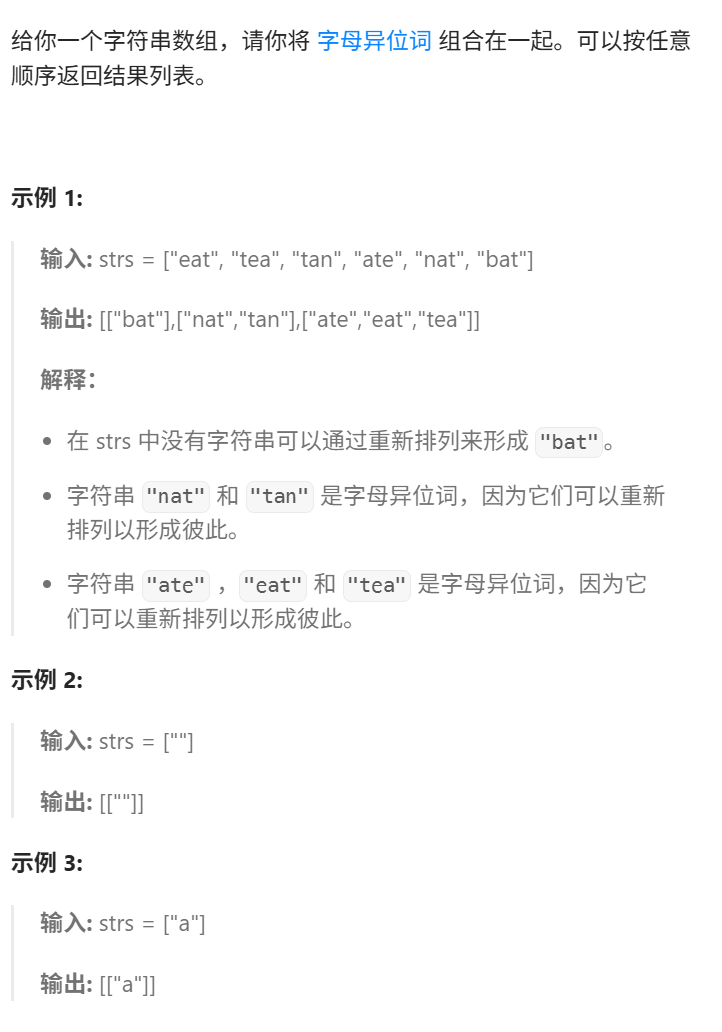 给你一个字符串数组，请你将 字母异位词 组合在一起。可以按任意
顺序返回结果列表。
示例 1:
输入: strs = ["eat", "tea", "tan", "ate", "nat", "bat"]
输出: [["bat"],["nat","tan"],["ate","eat","tea"]]
解释：
在 strs 中没有字符串可以通过重新排列来形成 "bat"。
字符串 "nat" 和 "tan" 是字母异位词，因为它们可以重新
排列以形成彼此。
字符串 "ate" ，"eat" 和 "tea" 是字母异位词，因为它
们可以重新排列以形成彼此。
示例 2:
输入: strs = [""]
输出: [[""]]
示例 3:
输入: strs = ["a"]
输出: [["a"]]